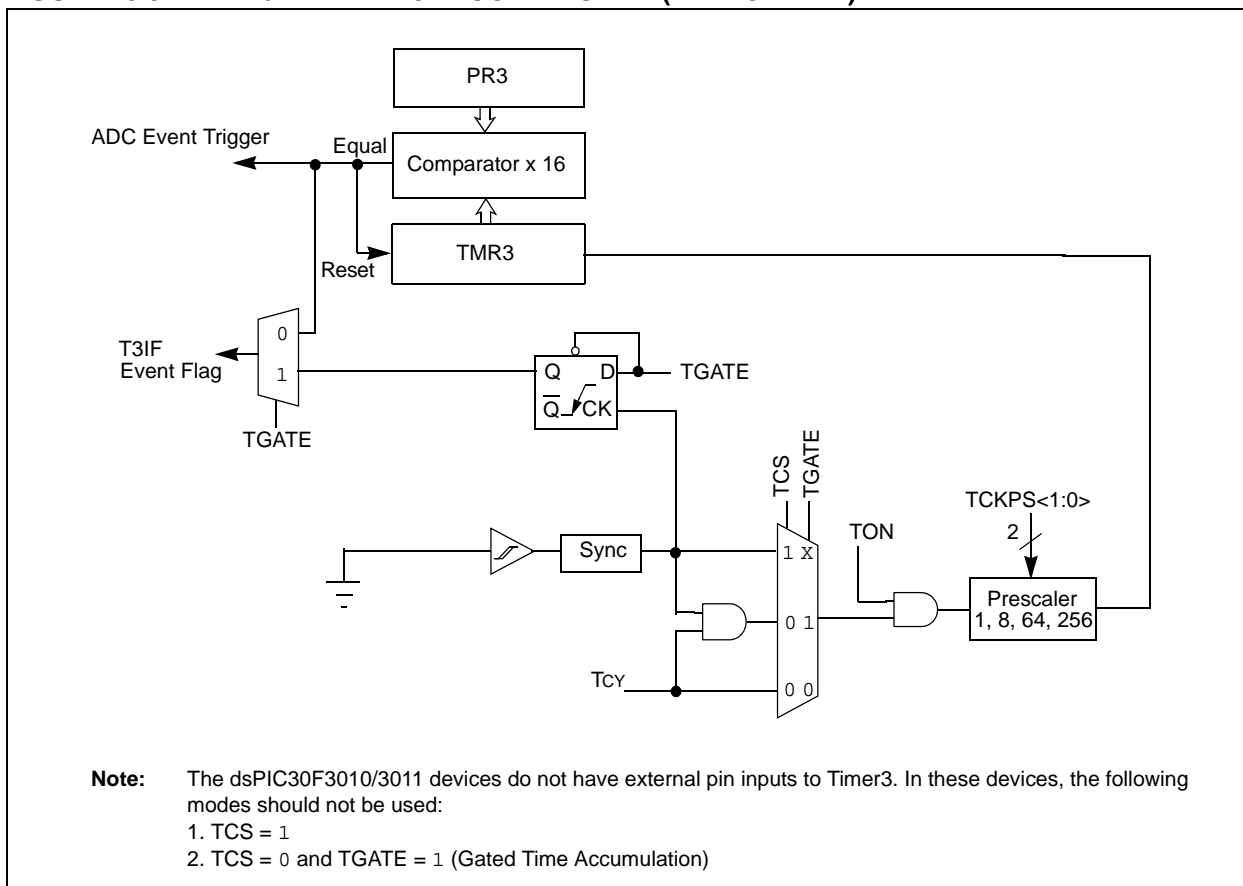 PR3
ADC Event Trigger
Equal
Comparator x 16
TMR3
Reset
0
1
T3IF
Event Flag
TGATE
Q
D
Q
CK
TGATE
TCS
TGATE
TCKPS<1:0>
2
TON
Sync
1 X
Prescaler
1, 8, 64, 256
0 1
TCY
0 0
Note: The dsPIC30F3010/3011 devices do not have external pin inputs to Timer3. In these devices, the following
modes should not be used:
1. TCS = 1
2. TCS = 0 and TGATE = 1 (Gated Time Accumulation)